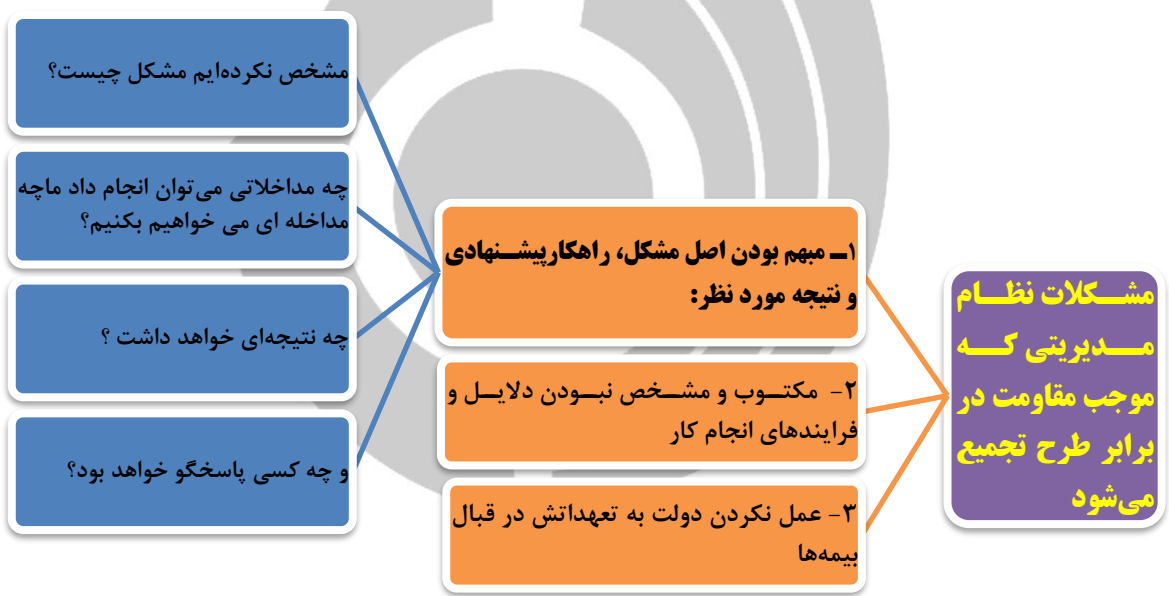 مشکلات نظام
مدیریتی که
موجب مقاومت در
برابر طرح تجمیع
می‌شود
۱ـ مبهم بودن اصل مشکل، راهکارپیشنهادی
و نتیجه مورد نظر:
۲- مکتوب و مشخص نبودن دلایل و
فرایندهای انجام کار
۳- عمل نکردن دولت به تعهداتش در قبال
بیمه‌ها
مشخص نکرده‌ایم مشکل چیست؟
چه مداخلاتی می‌توان انجام داد ماچه
مداخله ای می خواهیم بکنیم؟
چه نتیجه‌ای خواهد داشت ؟
و چه کسی پاسخگو خواهد بود؟